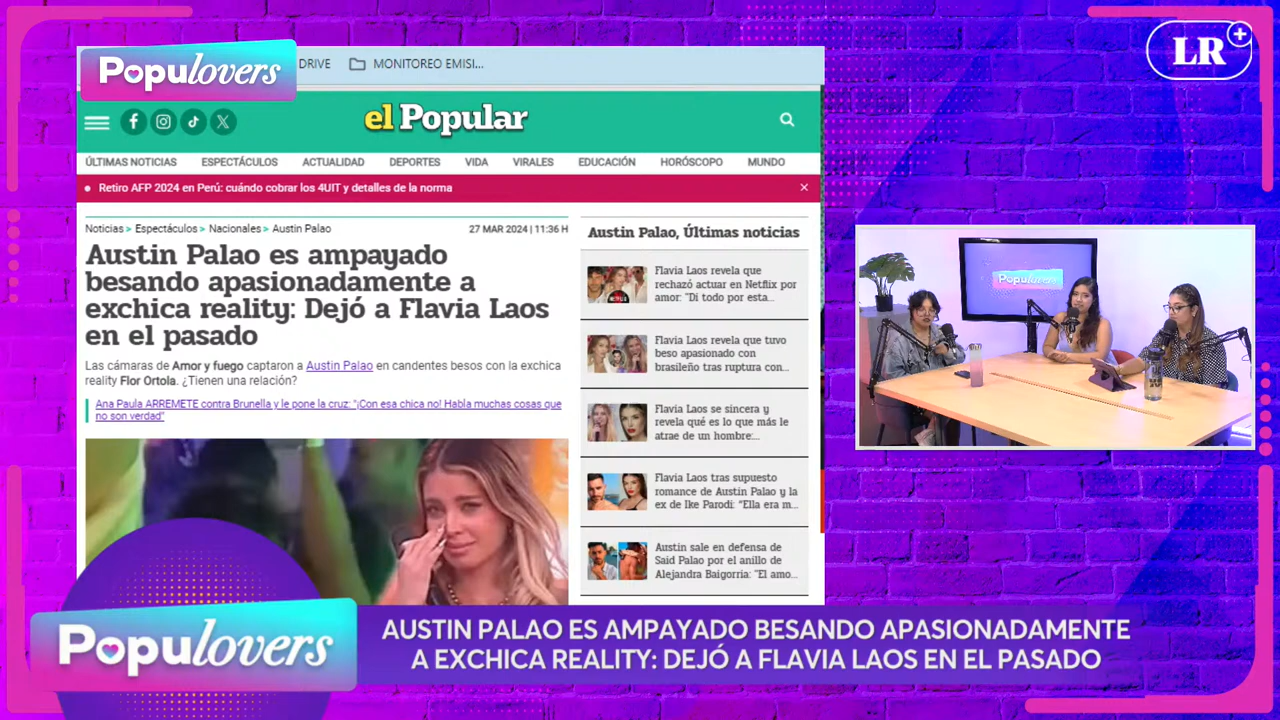 Populovers
DRIVE
MONITOREO EMISI...
LR+
el Popular
ÚLTIMAS NOTICIAS ESPECTÁCULOS ACTUALIDAD DEPORTES VIDA VIRALES EDUCACIÓN HORÓSCOPO MUNDO
Retiro AFP 2024 en Perú: cuándo cobrar los 4UIT y detalles de la norma
Noticias > Espectáculos > Nacionales > Austin Palao
27 MAR 2024 | 11:36 H
Austin Palao es ampayado
besando apasionadamente a
exchica reality: Dejó a Flavia Laos
en el pasado
Las cámaras de Amor y fuego captaron a Austin Palao en candentes besos con la exchica
reality Flor Ortola. ¿Tienen una relación?
Ana Paula ARREMETE contra Brunella y le pone la cruz: "¡Con esa chica no! Habla muchas cosas que
no son verdad"
Austin Palao, Últimas noticias
Flavia Laos revela que
rechazó actuar en Netflix por
amor: "Di todo por esta...
Flavia Laos revela que tuvo
beso apasionado con
brasileño tras ruptura con...
Flavia Laos se sincera y
revela qué es lo que más le
atrae de un hombre:...
Flavia Laos tras supuesto
romance de Austin Palao y la
ex de Ike Parodi: "Ella era m...
Austin sale en defensa de
Said Palao por el anillo de
Alejandra Baigorria: "El amo...
Populovers
Populovers
AUSTIN PALAO ES AMPAYADO BESANDO APASIONADAMENTE
A EXCHICA REALITY: DEJÓ A FLAVIA LAOS EN EL PASADO